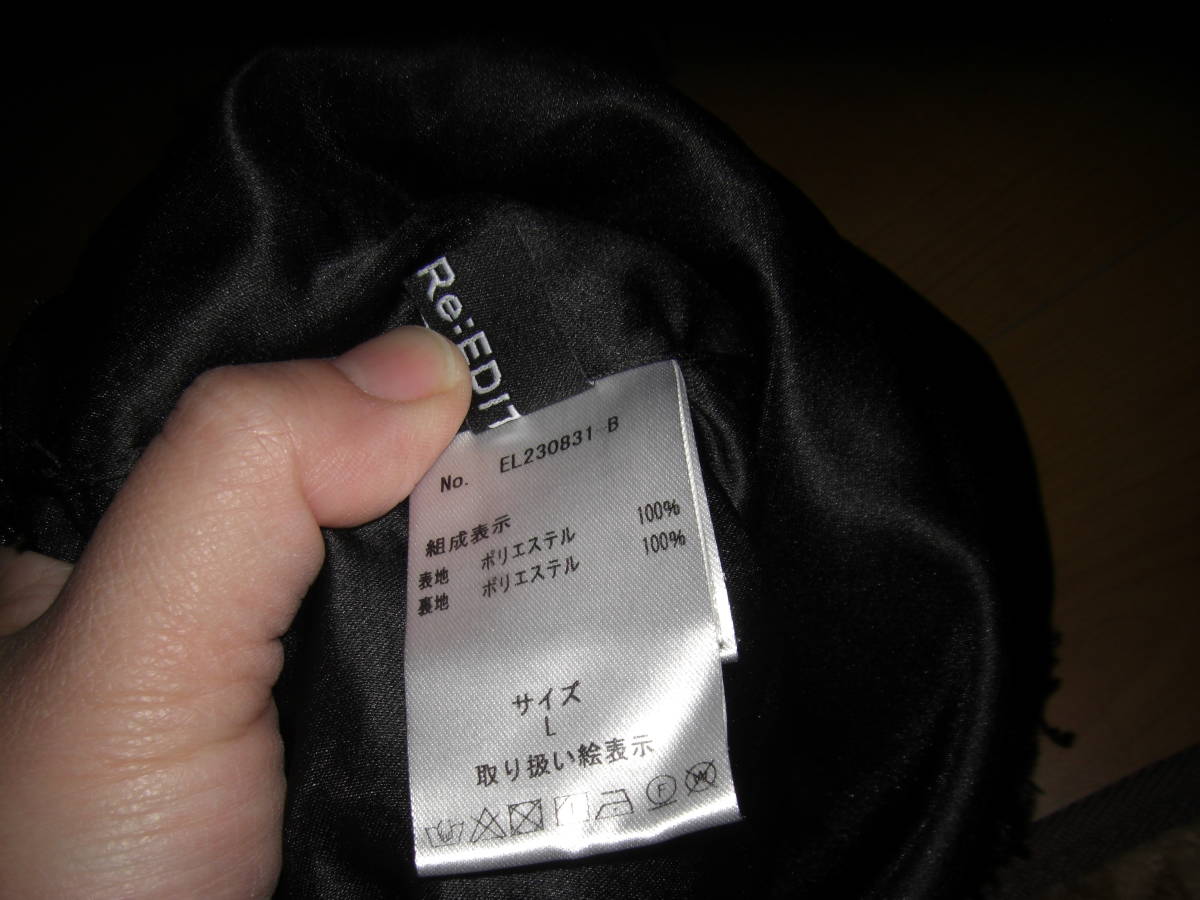 Re:EDIT
No. EL230831 B
組成表示
表地 ポリエステル 100%
裏地 ポリエステル 100%
サイズ
L
取り扱い絵表示
F W